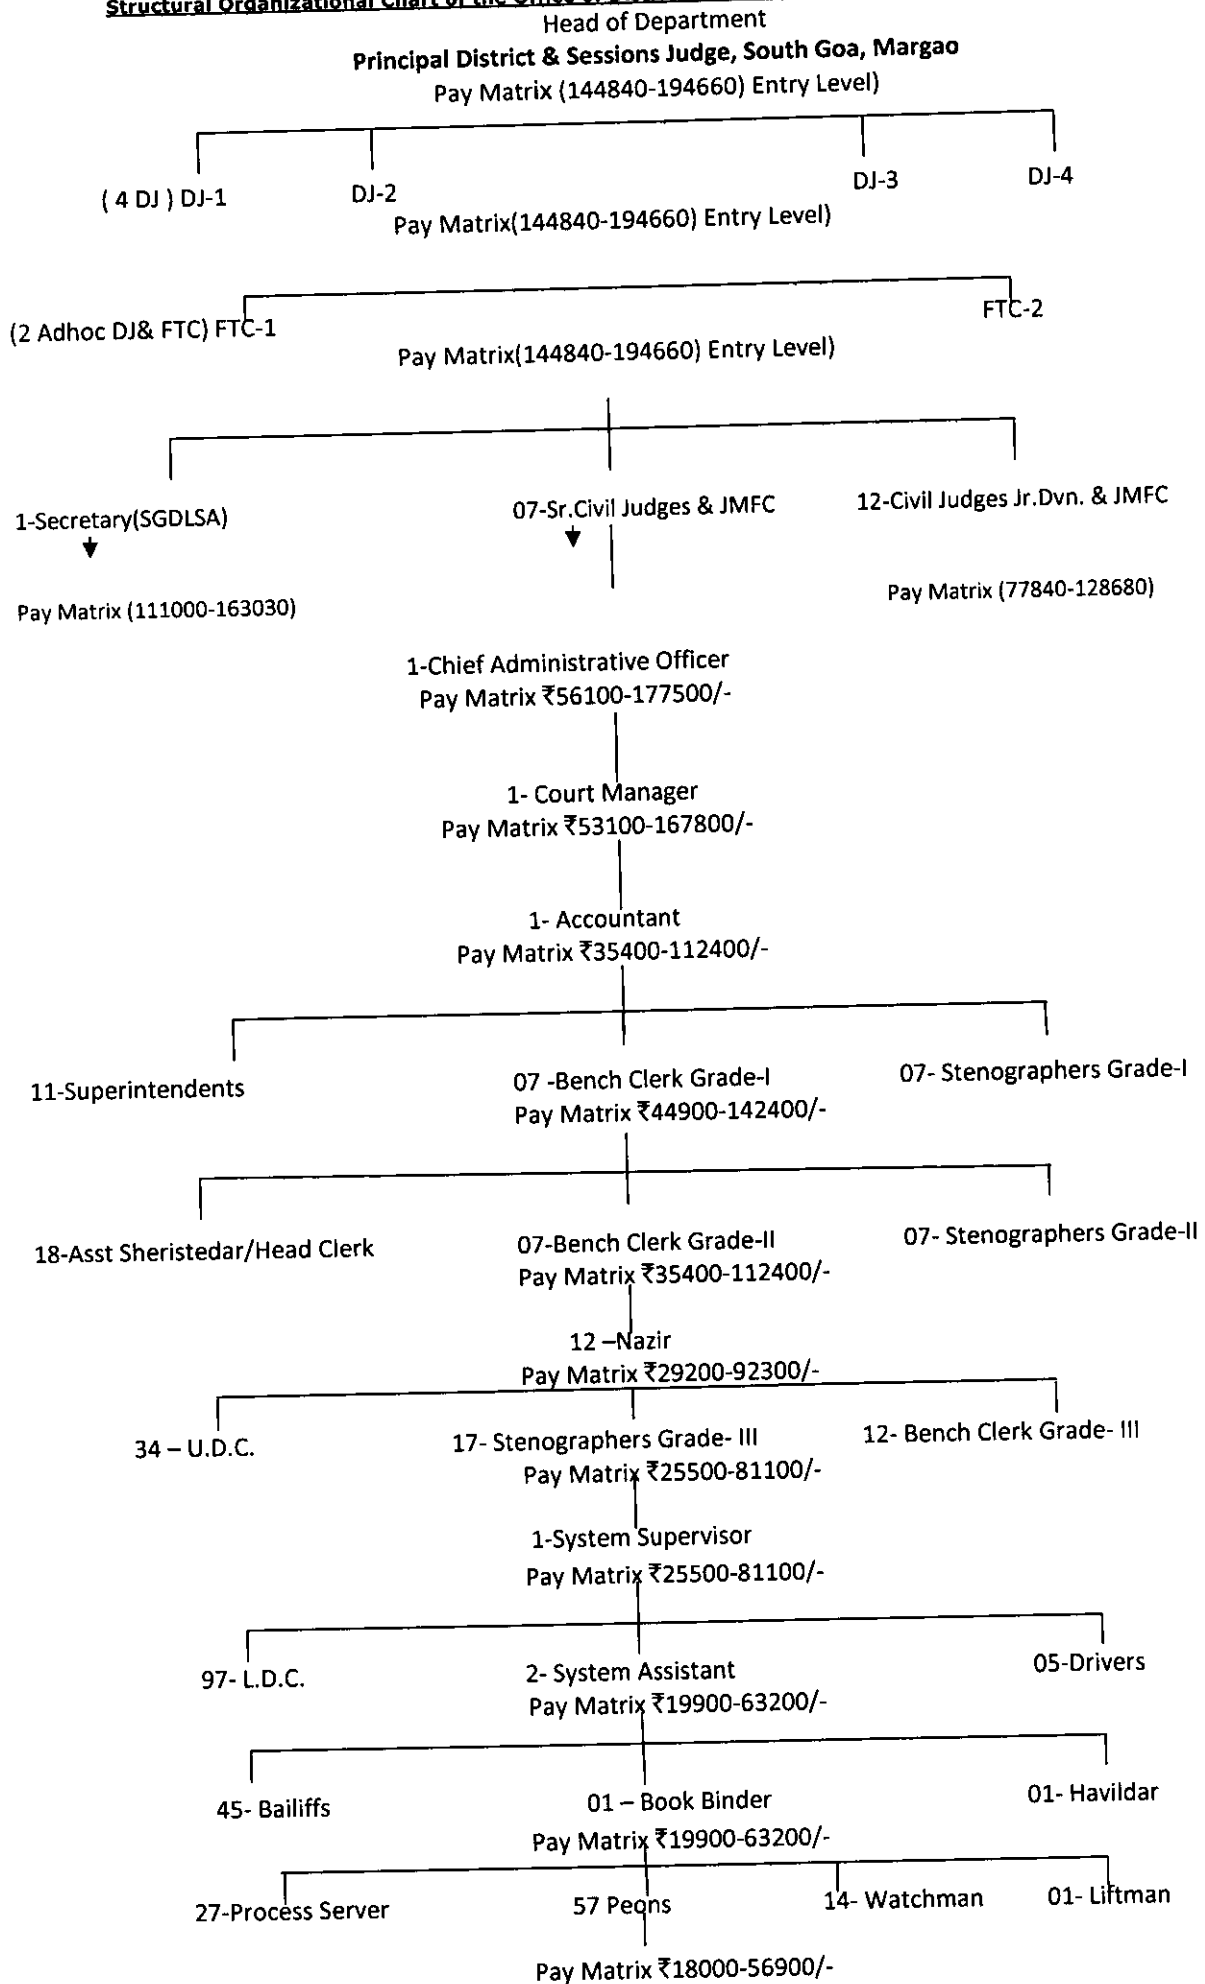 Structural Organizational Chart of the Office of
Head of Department
Principal District & Sessions Judge, South Goa, Margao
Pay Matrix (144840-194660) Entry Level)
( 4 DJ ) DJ-1 DJ-2 DJ-3 DJ-4
Pay Matrix(144840-194660) Entry Level)
(2 Adhoc DJ& FTC) FTC-1 FTC-2
Pay Matrix(144840-194660) Entry Level)
1-Secretary(SGDLSA) 07-Sr.Civil Judges & JMFC 12-Civil Judges Jr.Dvn. & JMFC
Pay Matrix (111000-163030) Pay Matrix (77840-128680)
1-Chief Administrative Officer
Pay Matrix ₹56100-177500/-
1- Court Manager
Pay Matrix ₹53100-167800/-
1- Accountant
Pay Matrix ₹35400-112400/-
11-Superintendents 07 -Bench Clerk Grade-I 07- Stenographers Grade-I
Pay Matrix ₹44900-142400/-
18-Asst Sheristedar/Head Clerk 07-Bench Clerk Grade-II 07- Stenographers Grade-II
Pay Matrix ₹35400-112400/-
12 –Nazir
Pay Matrix ₹29200-92300/-
34 – U.D.C. 17- Stenographers Grade- III 12- Bench Clerk Grade- III
Pay Matrix ₹25500-81100/-
1-System Supervisor
Pay Matrix ₹25500-81100/-
97- L.D.C. 2- System Assistant 05-Drivers
Pay Matrix ₹19900-63200/-
45- Bailiffs 01 – Book Binder 01- Havildar
Pay Matrix ₹19900-63200/-
27-Process Server 57 Peons 14- Watchman 01- Liftman
Pay Matrix ₹18000-56900/-